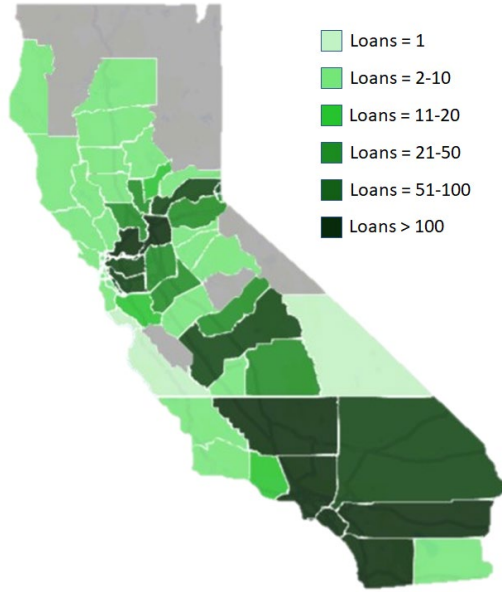 Loans = 1
Loans = 2-10
Loans = 11-20
Loans = 21-50
Loans = 51-100
Loans > 100